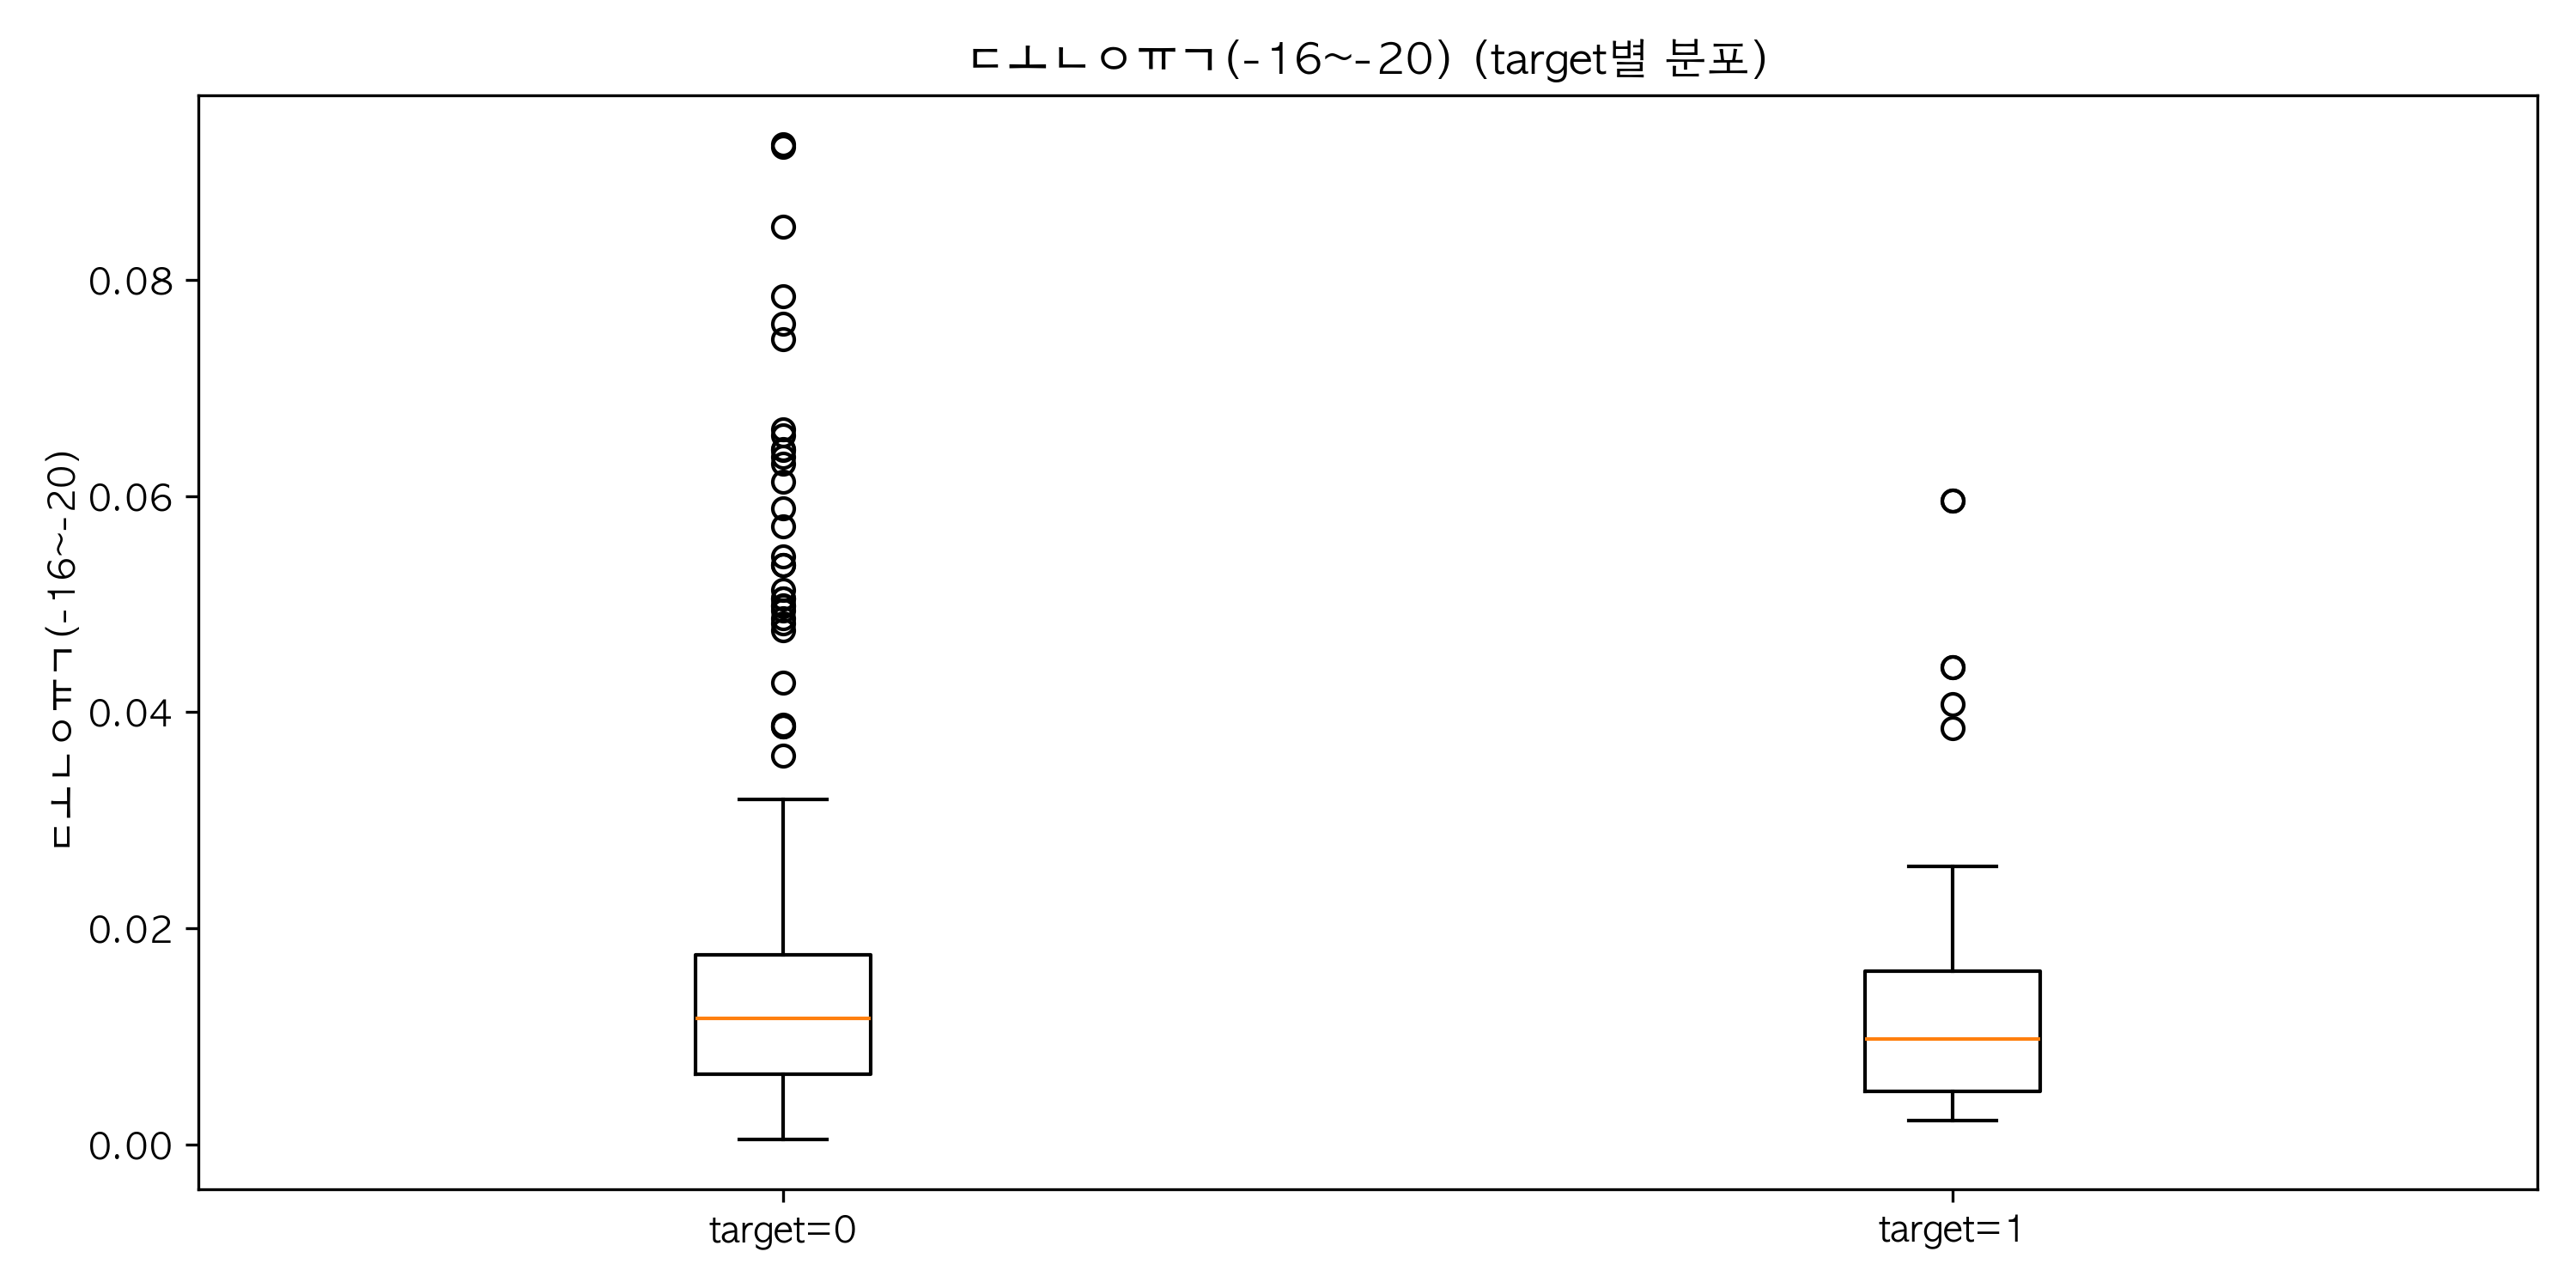 ㄷㅗㄴㅇㅠㄱ(-16~-20) (target별 분포)
ㄷㅗㄴㅇㅠㄱ(-16~-20)
0.08
0.06
0.04
0.02
0.00
target=0
target=1